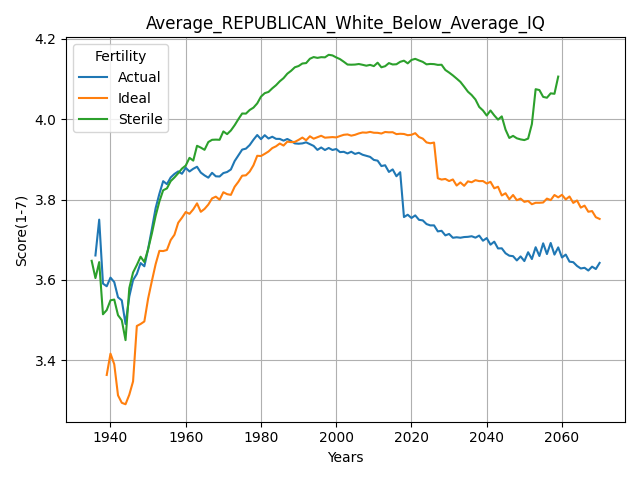 Average_REPUBLICAN_White_Below_Average_IQ
Fertility
Actual
Ideal
Sterile
Score(1-7)
4.2
4.0
3.8
3.6
3.4
1940 1960 1980 2000 2020 2040 2060
Years